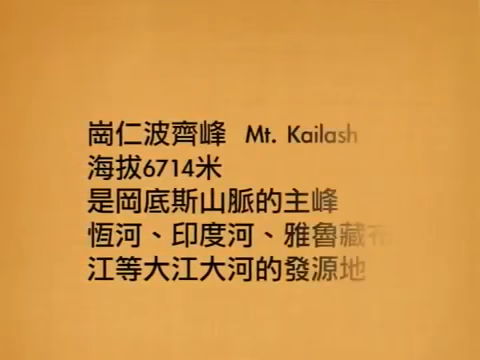 崗仁波齊峰 Mt. Kailash
海拔6714米
是岡底斯山脈的主峰
恆河、印度河、雅魯藏布
江等大江大河的發源地